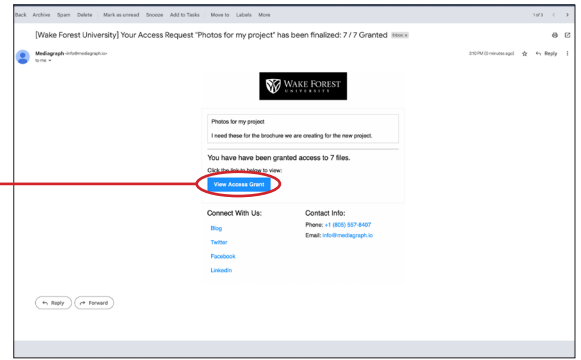 Back Archive Spam Delete Mark as unread Snooze Add to Tasks Move to Labels More 1 of 3
[Wake Forest University] Your Access Request "Photos for my project" has been finalized: 7 / 7 Granted Inbox x
Mediagraph <info@mediagraph.io> 3:10 PM (2 minutes ago) Reply
to me
WAKE FOREST
UNIVERSITY
Photos for my project
I need these for the brochure we are creating for the new project.
You have have been granted access to 7 files.
Click the link to below to view:
View Access Grant
Connect With Us: Contact Info:
Blog Phone: +1 (805) 557-8407
Email: info@mediagraph.io
Twitter
Facebook
LinkedIn
Reply Forward